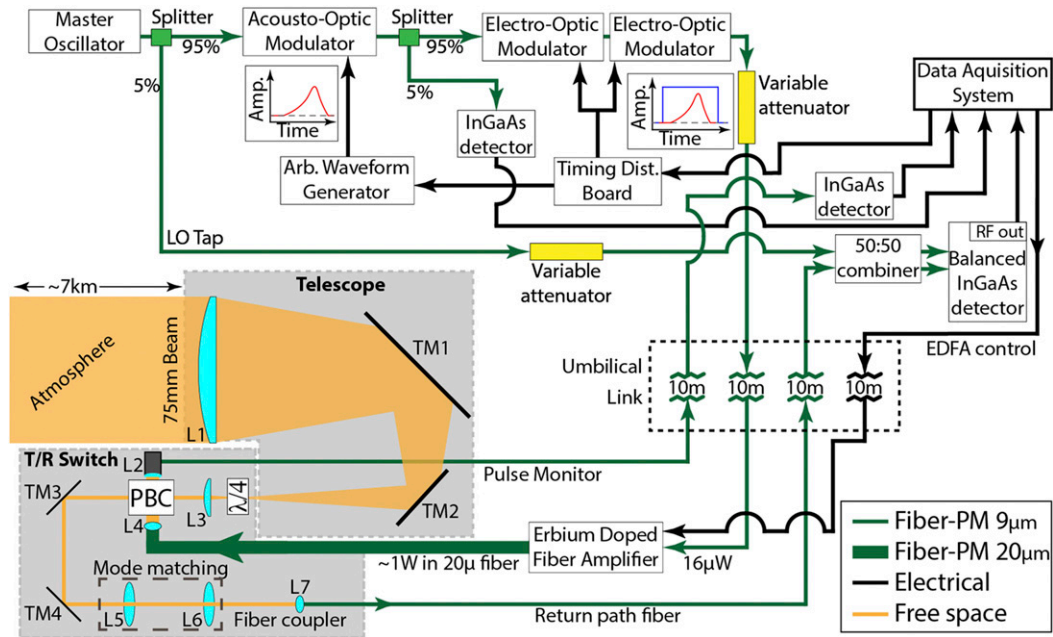 Master
Oscillator
Splitter
95%
5%
Acousto-Optic
Modulator
Splitter
95%
5%
Electro-Optic
Modulator
Electro-Optic
Modulator
Variable
attenuator
Data Aquisition
System
Amp.
Time
InGaAs
detector
Amp.
Time
Arb. Waveform
Generator
Timing Dist.
Board
InGaAs
detector
LO Tap
Variable
attenuator
50:50
combiner
RF out
Balanced
InGaAs
detector
EDFA control
~7km
Telescope
TM1
Atmosphere
75mm Beam
L1
Umbilical
Link
10m
10m
10m
10m
T/R Switch
L2
Pulse Monitor
TM3
PBC
L3
λ/4
TM2
L4
~1W in 20μ fiber
Erbium Doped
Fiber Amplifier
16μW
Mode matching
TM4
L5
L6
L7
Fiber coupler
Return path fiber
Fiber-PM 9μm
Fiber-PM 20μm
Electrical
Free space